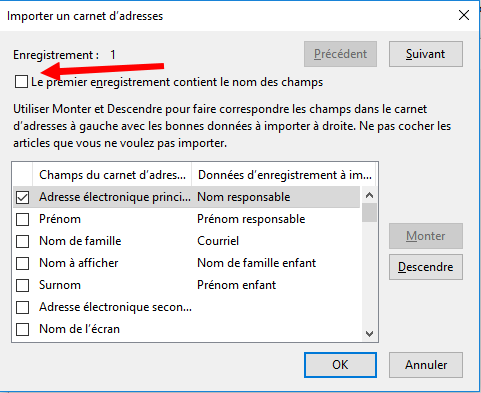 Importer un carnet d'adresses
Enregistrement : 1
Précédent
Suivant
Le premier enregistrement contient le nom des champs
Utiliser Monter et Descendre pour faire correspondre les champs dans le carnet
d'adresses à gauche avec les bonnes données à importer à droite. Ne pas cocher les
articles que vous ne voulez pas importer.
Champs du carnet d'adres... Données d'enregistrement à im...
Adresse électronique princi... Nom responsable
Prénom Prénom responsable
Nom de famille Courriel
Nom à afficher Nom de famille enfant
Surnom Prénom enfant
Adresse électronique secon...
Nom de l'écran
Monter
Descendre
OK
Annuler